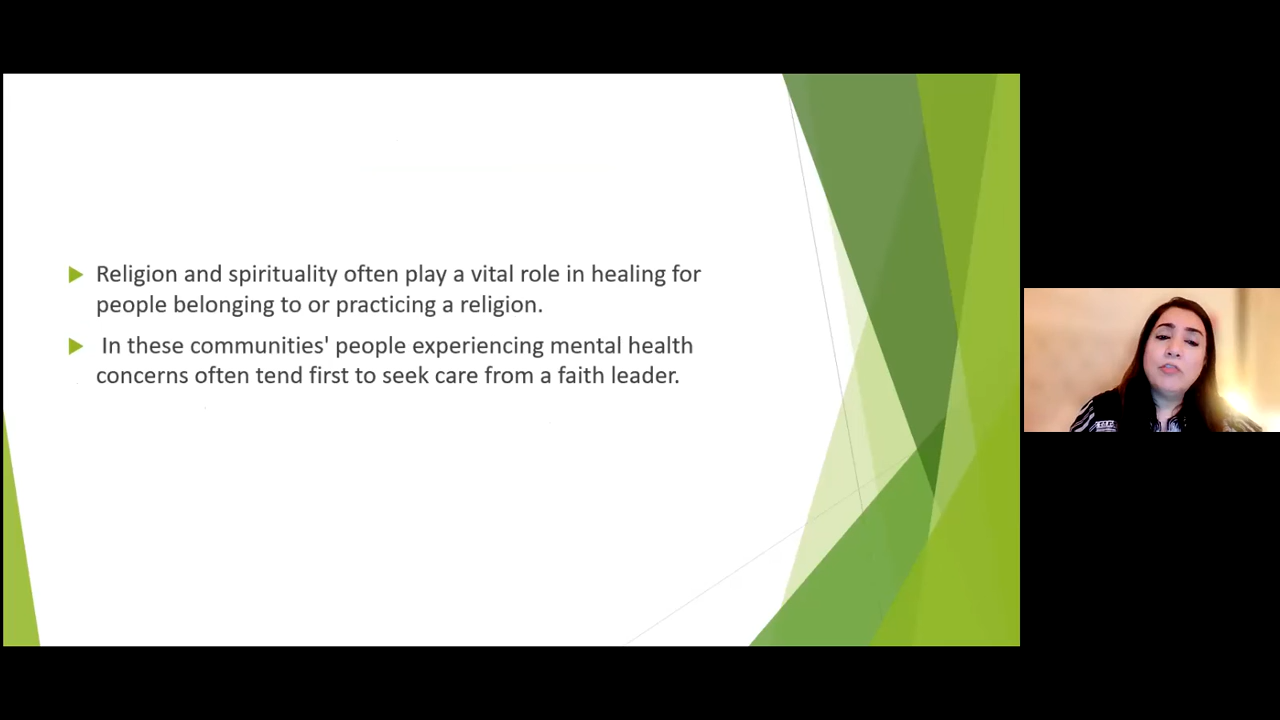 Religion and spirituality often play a vital role in healing for
people belonging to or practicing a religion.
In these communities' people experiencing mental health
concerns often tend first to seek care from a faith leader.